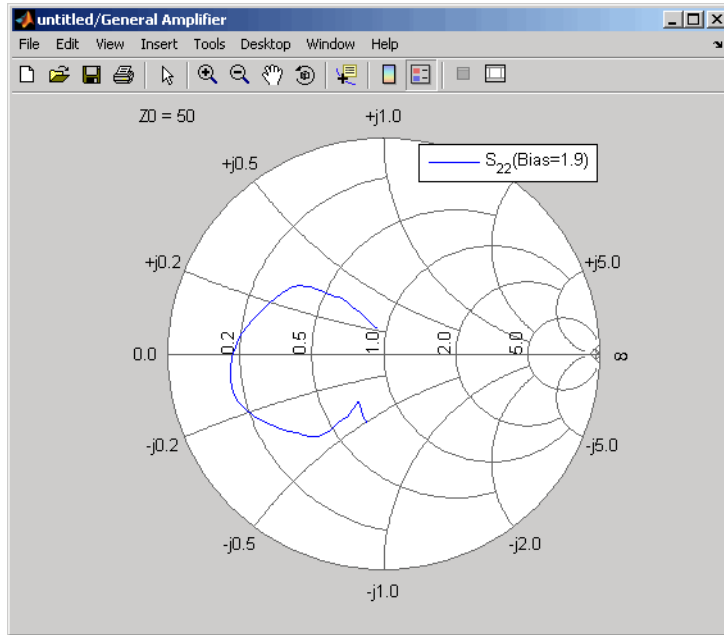 untitled/General Amplifier
File Edit View Insert Tools Desktop Window Help
Z0 = 50
+j1.0
S22(Bias=1.9)
+j0.5
+j0.2
+j5.0
0.0
0.2
0.5
1.0
2.0
5.0
∞
-j0.2
-j5.0
-j0.5
-j2.0
-j1.0